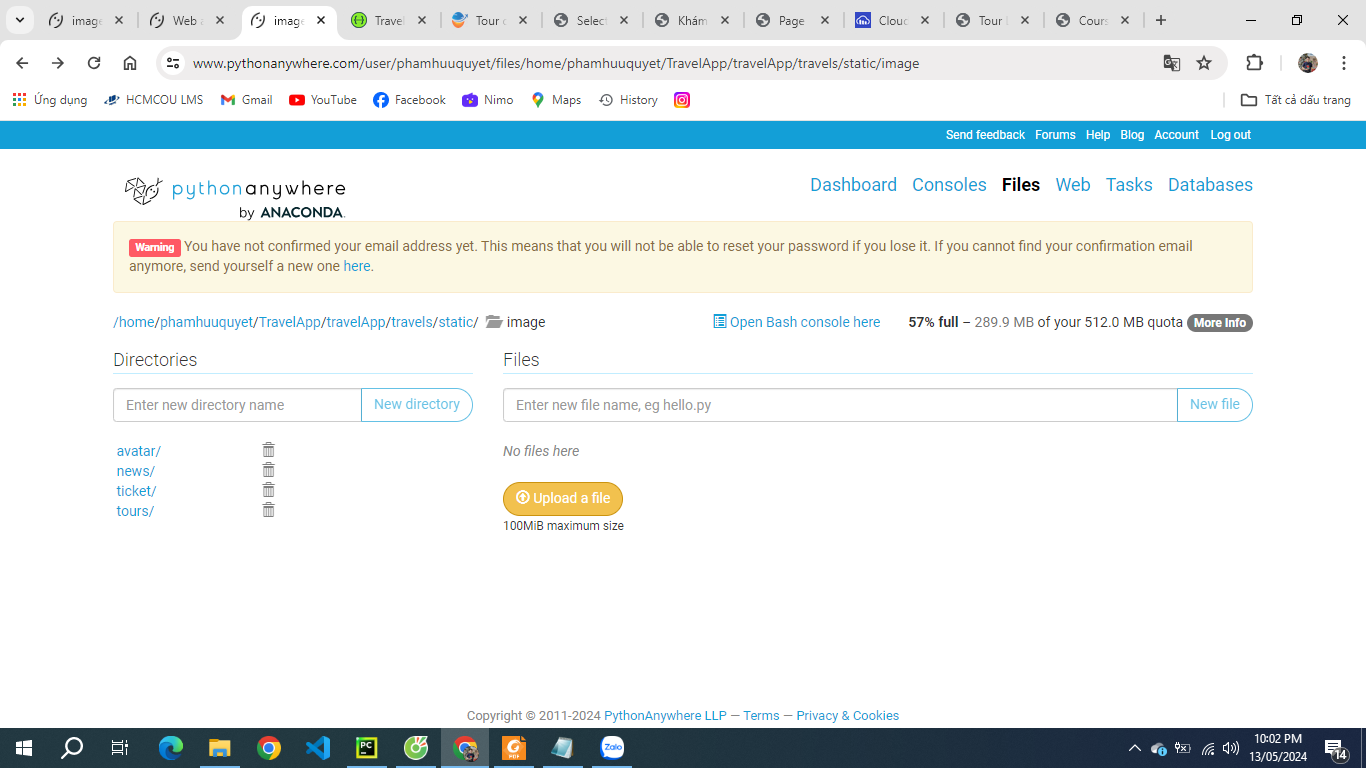 image
Web a
image
Travel
Tour c
Select
Khám
Page
Cloud
Tour
Cours
www.pythonanywhere.com/user/phamhuuquyet/files/home/phamhuuquyet/TravelApp/travelApp/travels/static/image
Ứng dụng HCMCOU LMS Gmail YouTube Facebook Nimo Maps History Tất cả dấu trang
Send feedback Forums Help Blog Account Log out
pythonanywhere
by ANACONDA.
Dashboard Consoles Files Web Tasks Databases
Warning You have not confirmed your email address yet. This means that you will not be able to reset your password if you lose it. If you cannot find your confirmation email
anymore, send yourself a new one here.
/home/phamhuuquyet/TravelApp/travelApp/travels/static/ image Open Bash console here 57% full – 289.9 MB of your 512.0 MB quota More Info
Directories
Enter new directory name New directory
avatar/
news/
ticket/
tours/
Files
Enter new file name, eg hello.py New file
No files here
Upload a file
100MiB maximum size
Copyright © 2011-2024 PythonAnywhere LLP — Terms — Privacy & Cookies
PC
Zalo
10:02 PM
13/05/2024
14